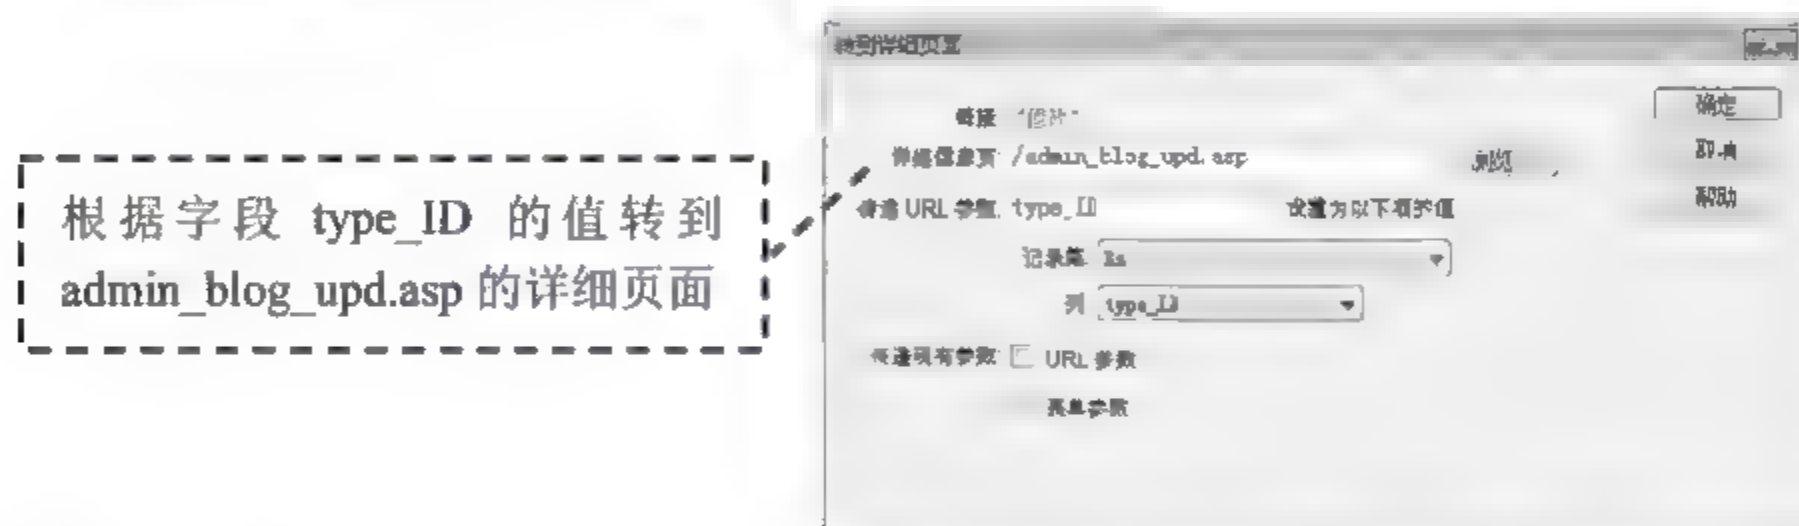 根据字段 type_ID 的值转到
admin_blog_upd.asp 的详细页面
转到详细页面
链接 "修改"
详细信息页 /admin_blog_upd.asp 浏览
传递 URL 参数 type_ID 设置为以下项的值
记录集 Rs
列 type_ID
传递现有参数 URL 参数
表单参数
确定
取消
帮助